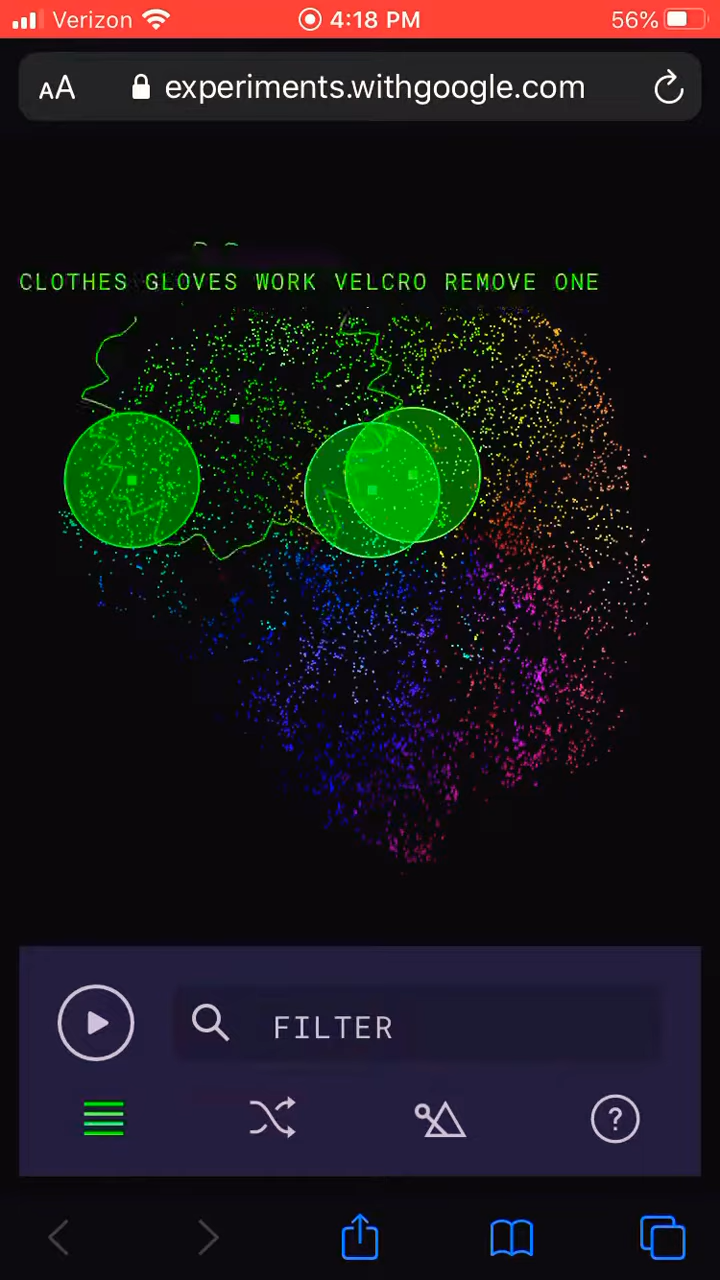 Verizon 4:18 PM 56%
AA experiments.withgoogle.com
CLOTHES GLOVES WORK VELCRO REMOVE ONE
FILTER
?